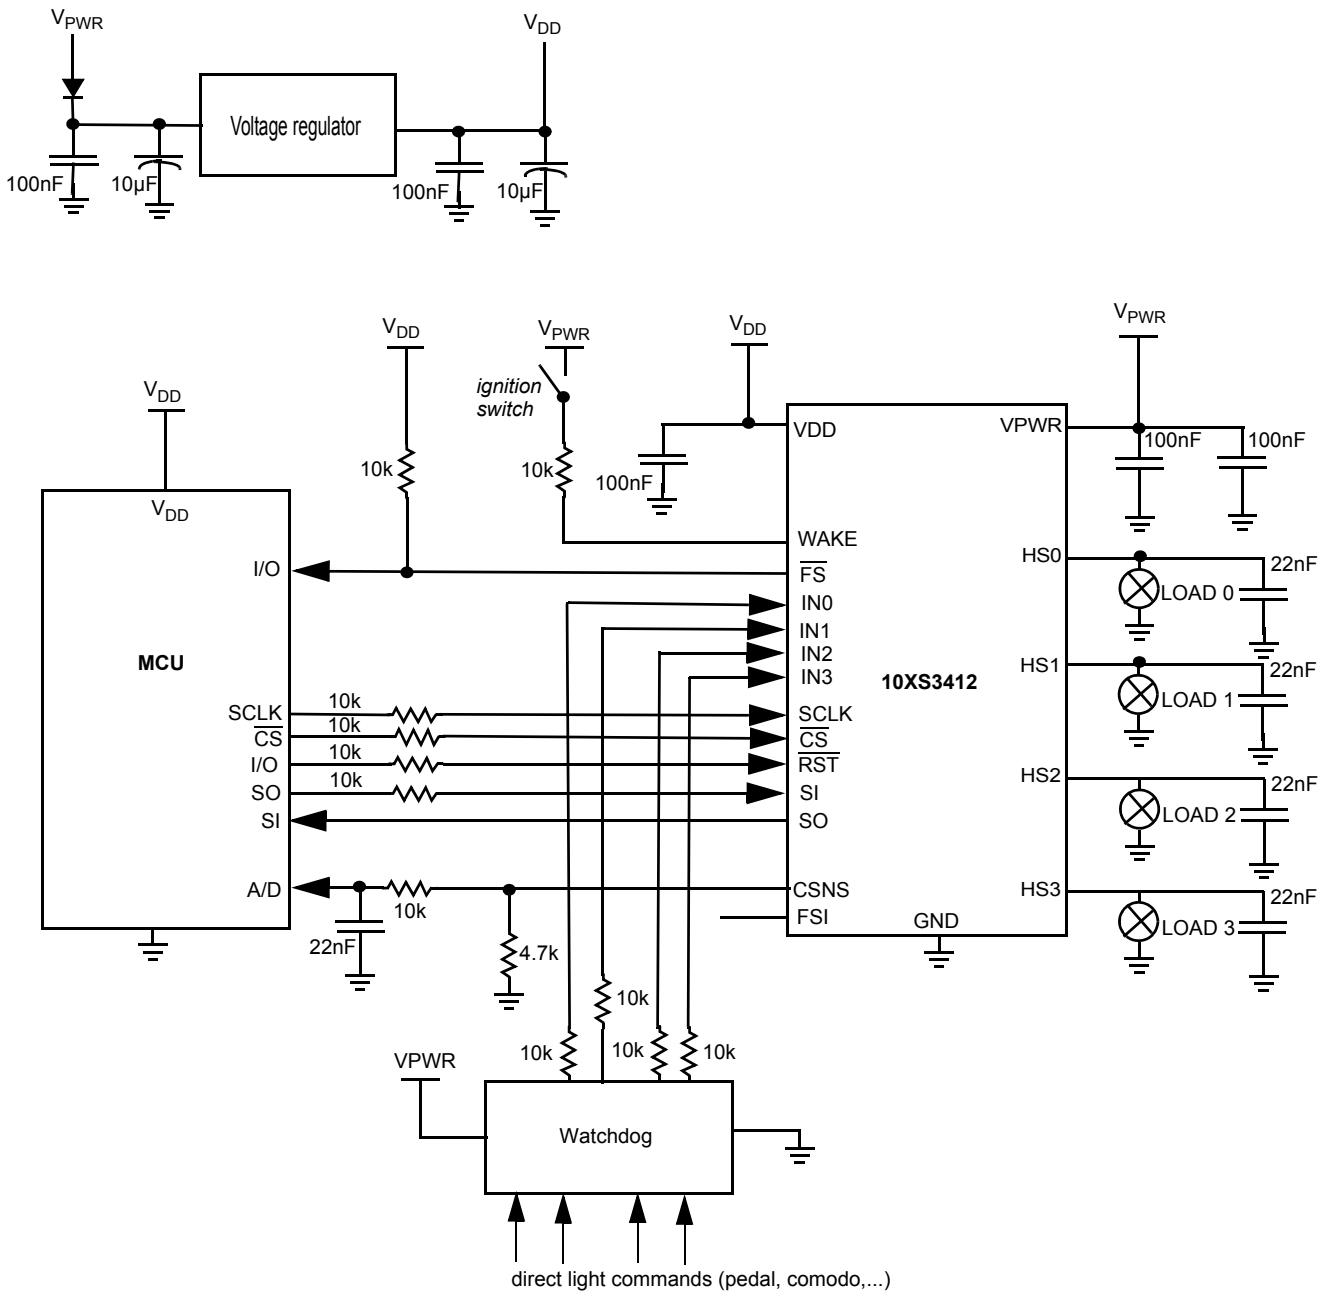 VPWR
VDD
Voltage regulator
100nF
10µF
100nF
10µF
VDD
VPWR
VDD
VPWR
ignition
switch
VDD
10k
10k
100nF
VDD
VPWR
100nF
100nF
VDD
WAKE
I/O
FS
HS0
22nF
IN0
LOAD 0
IN1
IN2
IN3
MCU
10XS3412
HS1
22nF
LOAD 1
SCLK
10k
SCLK
CS
10k
CS
I/O
10k
RST
SO
10k
SI
SI
SO
HS2
22nF
LOAD 2
A/D
10k
CSNS
FSI
GND
HS3
22nF
LOAD 3
22nF
4.7k
10k
10k
10k
10k
VPWR
Watchdog
direct light commands (pedal, comodo,...)